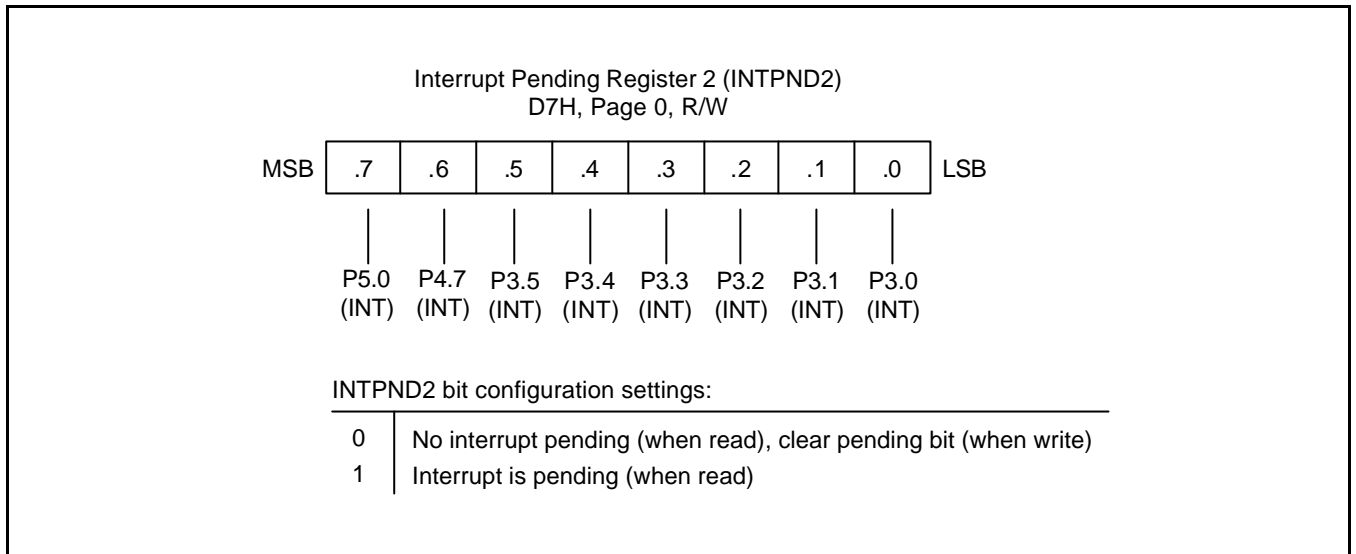 Interrupt Pending Register 2 (INTPND2)
D7H, Page 0, R/W
MSB .7 .6 .5 .4 .3 .2 .1 .0 LSB
P5.0 P4.7 P3.5 P3.4 P3.3 P3.2 P3.1 P3.0
(INT) (INT) (INT) (INT) (INT) (INT) (INT) (INT)
INTPND2 bit configuration settings:
0 No interrupt pending (when read), clear pending bit (when write)
1 Interrupt is pending (when read)